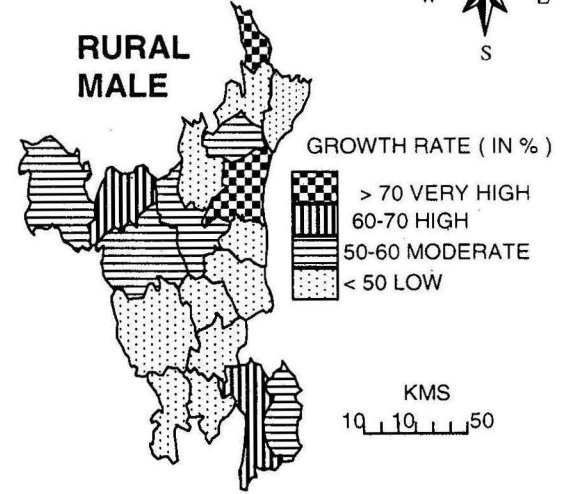 S
RURAL
MALE
GROWTH RATE ( IN % )
> 70 VERY HIGH
60-70 HIGH
50-60 MODERATE
< 50 LOW
KMS
10 10 50